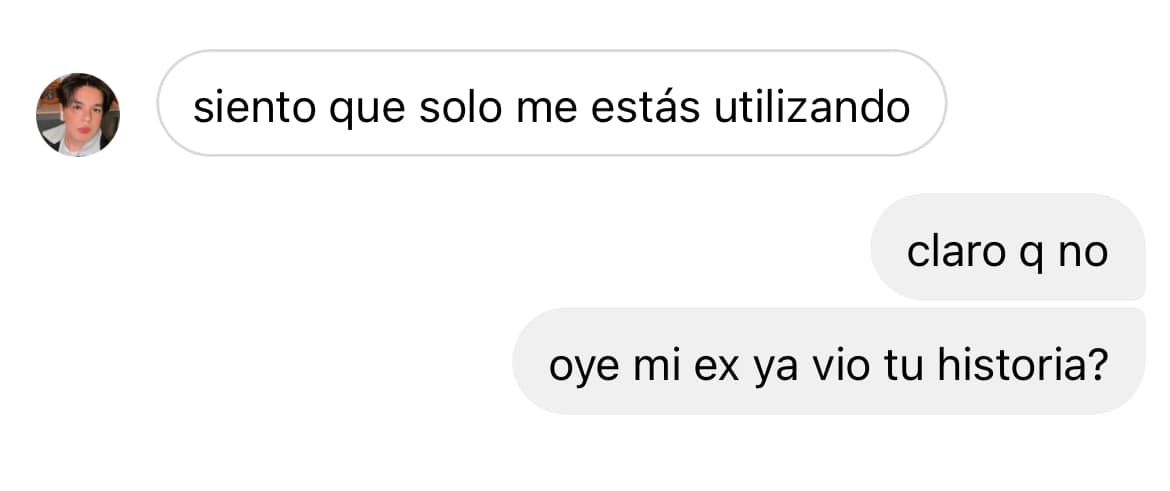 siento que solo me estás utilizando
claro q no
oye mi ex ya vio tu historia?